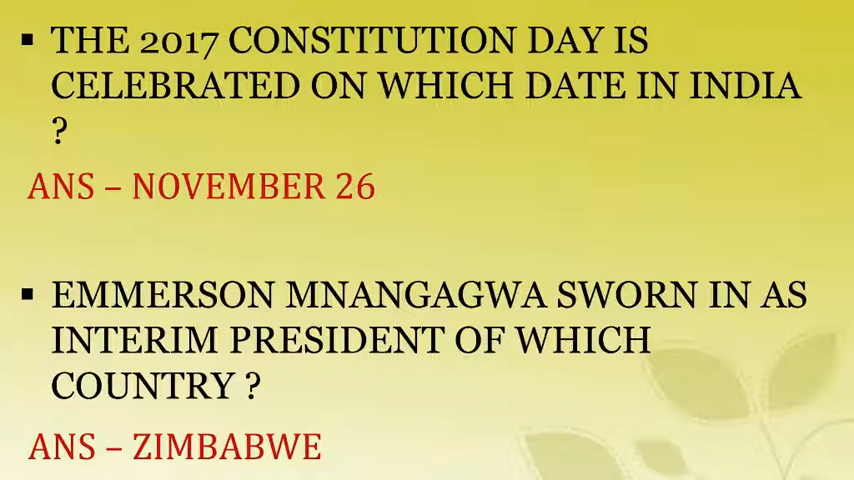 ▪ THE 2017 CONSTITUTION DAY IS
CELEBRATED ON WHICH DATE IN INDIA
?
ANS – NOVEMBER 26
▪ EMMERSON MNANGAGWA SWORN IN AS
INTERIM PRESIDENT OF WHICH
COUNTRY ?
ANS – ZIMBABWE